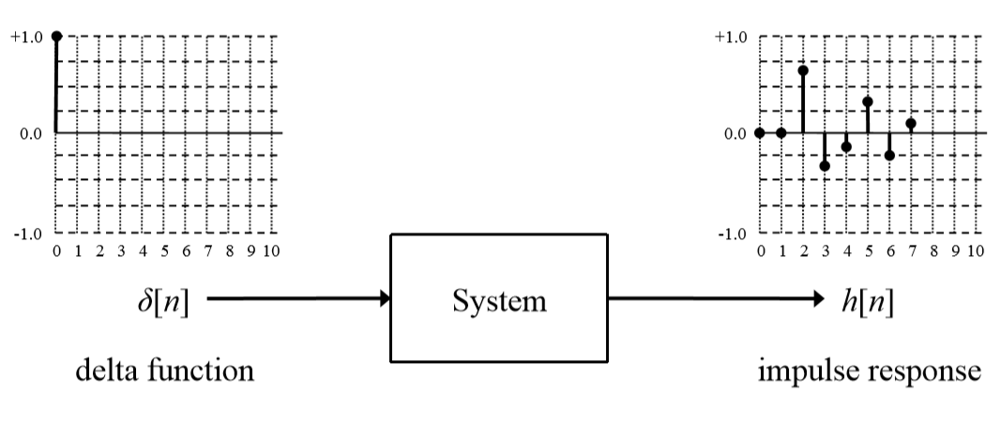 +1.0
0.0
-1.0
0 1 2 3 4 5 6 7 8 9 10
+1.0
0.0
-1.0
0 1 2 3 4 5 6 7 8 9 10
δ[n]
System
h[n]
delta function
impulse response